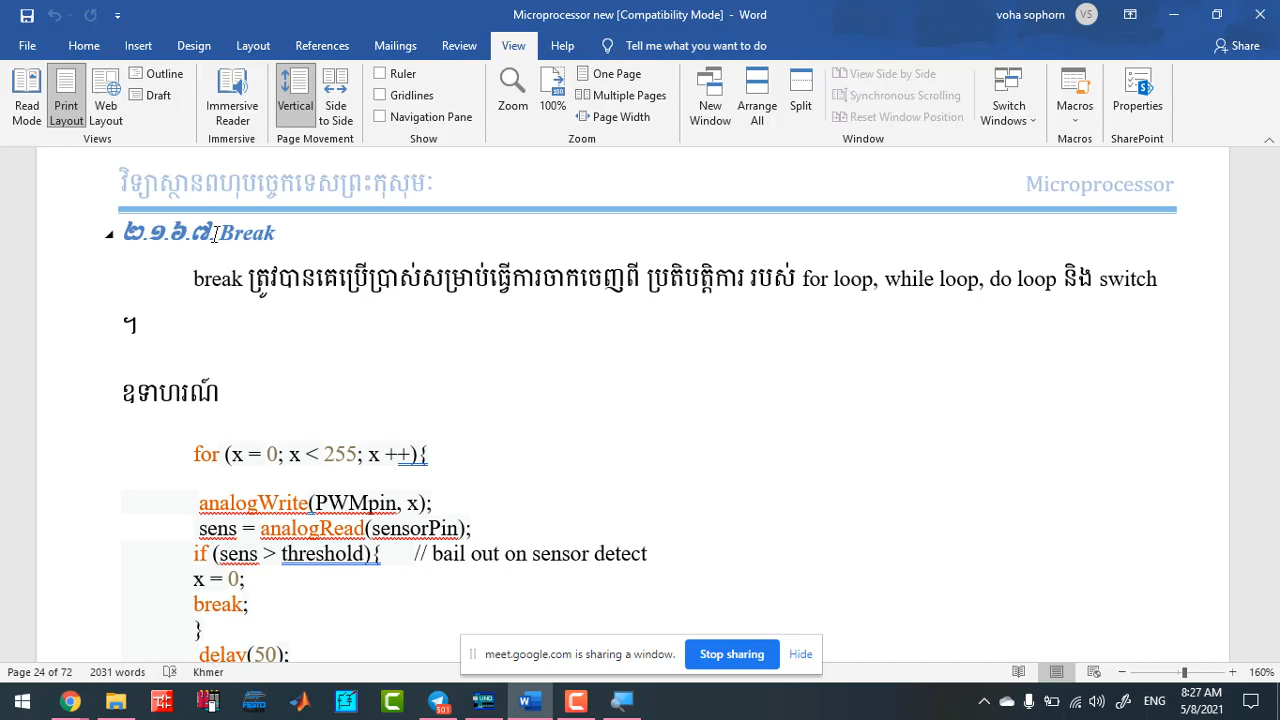 Microprocessor new [Compatibility Mode] - Word
voha sophorn VS
File Home Insert Design Layout References Mailings Review View Help Tell me what you want to do Share
Read Mode
Print Layout
Web Layout
Outline
Draft
Views
Immersive Reader
Immersive
Vertical
Side to Side
Page Movement
Ruler
Gridlines
Navigation Pane
Show
Zoom
100%
One Page
Multiple Pages
Page Width
Zoom
New Window
Arrange All
Split
View Side by Side
Synchronous Scrolling
Reset Window Position
Window
Switch Windows
Macros
Macros
Properties
SharePoint
វិទ្យាស្ថានពហុបច្ចេកទេសព្រះកុសុមៈ Microprocessor
២.១.៦.៧.Break
break ត្រូវបានគេប្រើប្រាស់សម្រាប់ធ្វើការចាកចេញពី ប្រតិបត្តិការ របស់ for loop, while loop, do loop និង switch
។
ឧទាហរណ៍
for (x = 0; x < 255; x ++){
analogWrite(PWMpin, x);
sens = analogRead(sensorPin);
if (sens > threshold){ // bail out on sensor detect
x = 0;
break;
}
delay(50);
meet.google.com is sharing a window. Stop sharing Hide
Page 24 of 72 2031 words Khmer 160%
501 UNO FESTO ENG 8:27 AM
5/8/2021